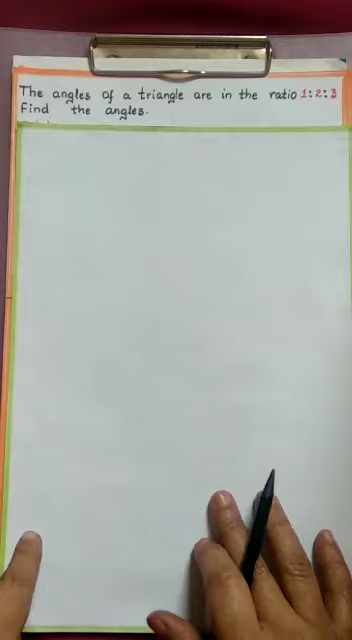 The angles of a triangle are in the ratio 1:2:3
Find the angles.